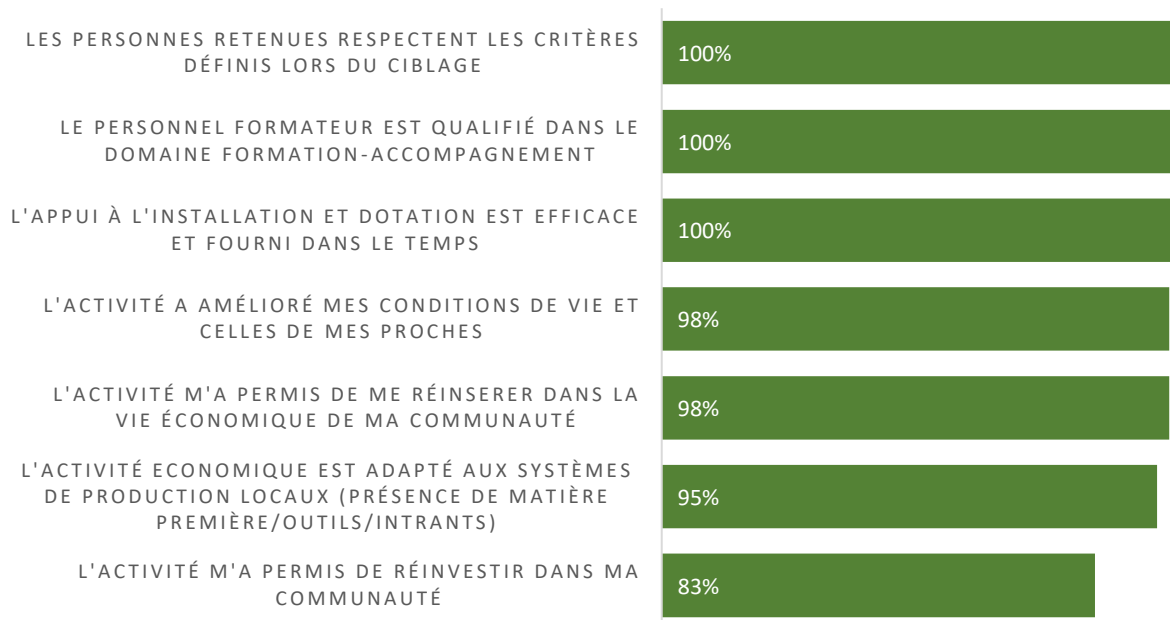 LES PERSONNES RETENUES RESPECTENT LES CRITÈRES
DÉFINIS LORS DU CIBLAGE
100%
LE PERSONNEL FORMATEUR EST QUALIFIÉ DANS LE
DOMAINE FORMATION-ACCOMPAGNEMENT
100%
L'APPUI À L'INSTALLATION ET DOTATION EST EFFICACE
ET FOURNI DANS LE TEMPS
100%
L'ACTIVITÉ A AMÉLIORÉ MES CONDITIONS DE VIE ET
CELLES DE MES PROCHES
98%
L'ACTIVITÉ M'A PERMIS DE ME RÉINSERER DANS LA
VIE ÉCONOMIQUE DE MA COMMUNAUTÉ
98%
L'ACTIVITÉ ECONOMIQUE EST ADAPTÉ AUX SYSTÈMES
DE PRODUCTION LOCAUX (PRÉSENCE DE MATIÈRE
PREMIÈRE/OUTILS/INTRANTS)
95%
L'ACTIVITÉ M'A PERMIS DE RÉINVESTIR DANS MA
COMMUNAUTÉ
83%